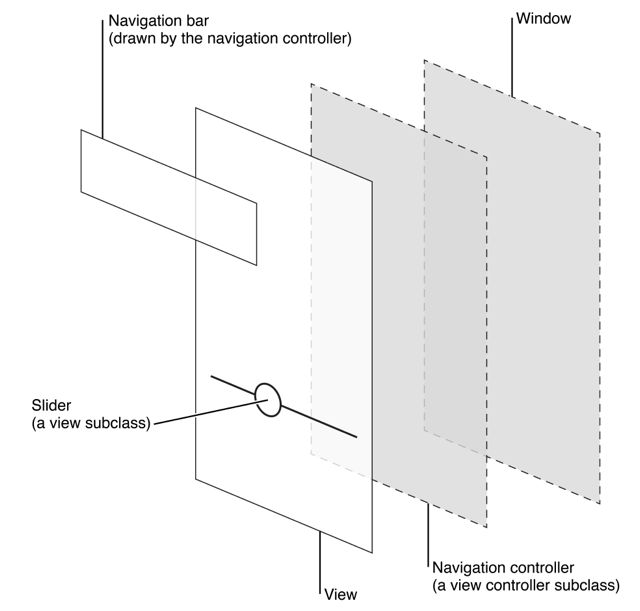 Navigation bar
(drawn by the navigation controller)
Window
Slider
(a view subclass)
Navigation controller
(a view controller subclass)
View